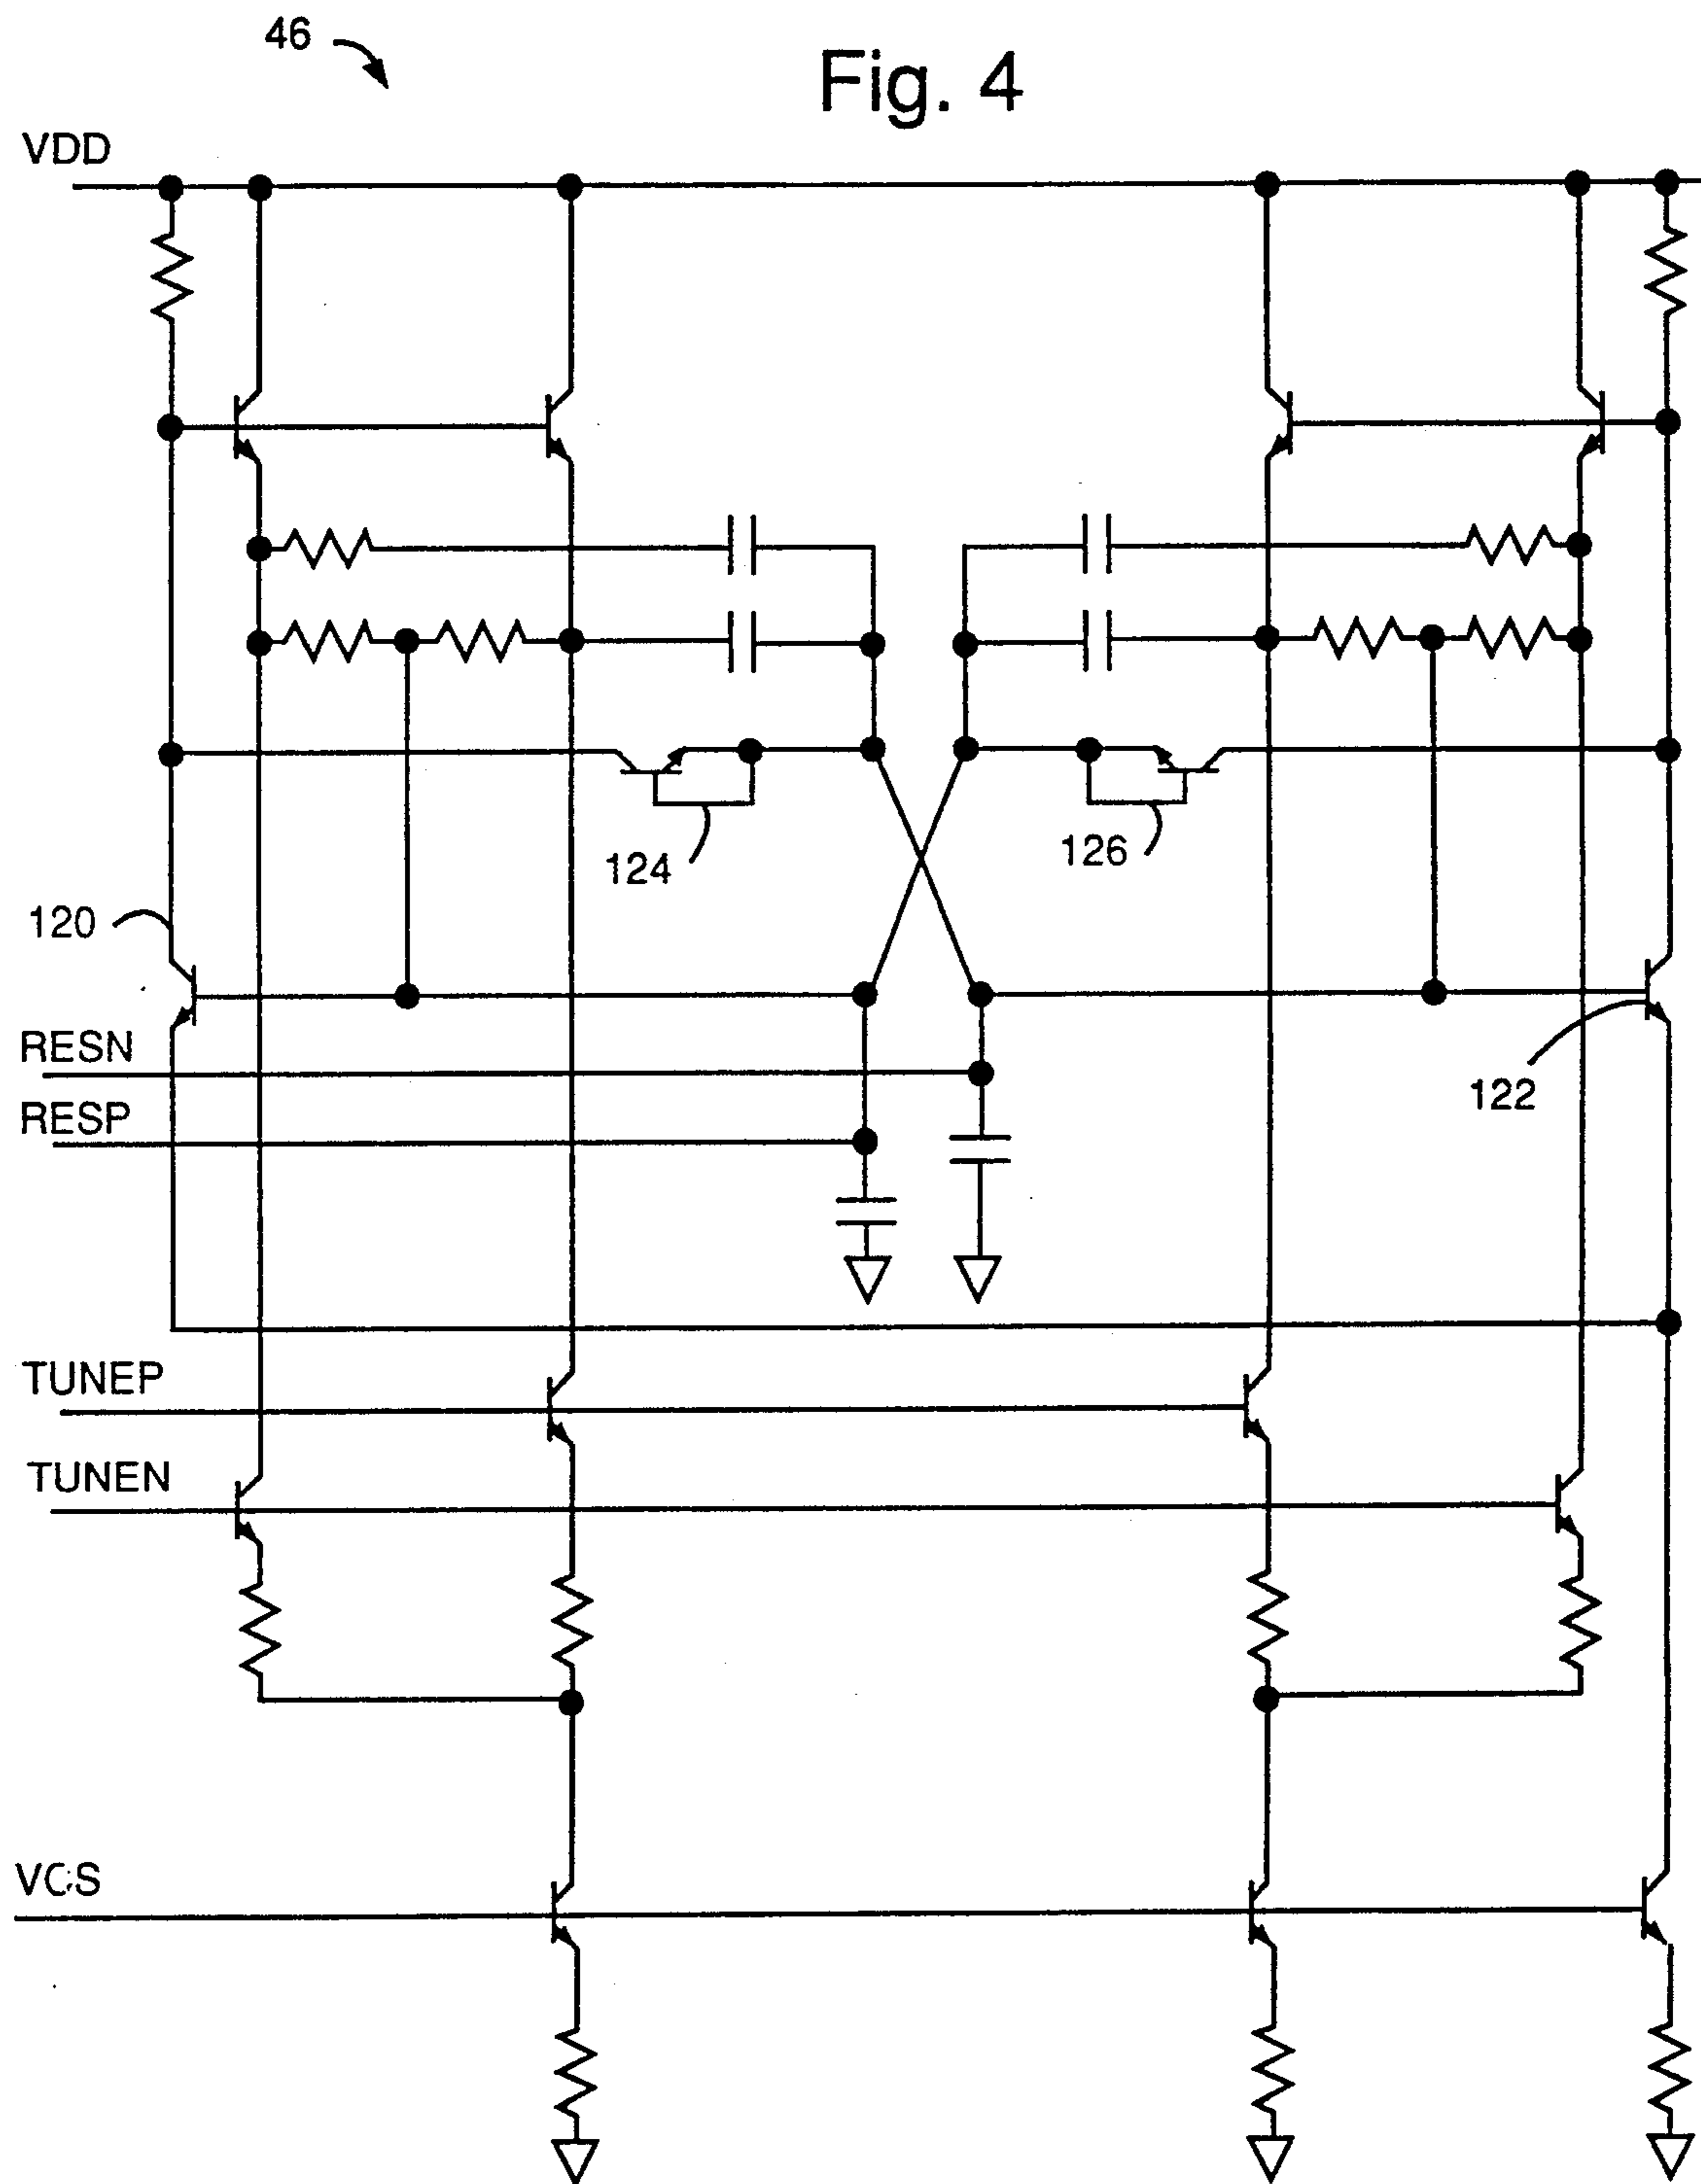 46
Fig. 4
VDD
124
126
120
RESN
RESP
122
TUNEP
TUNEN
VCS